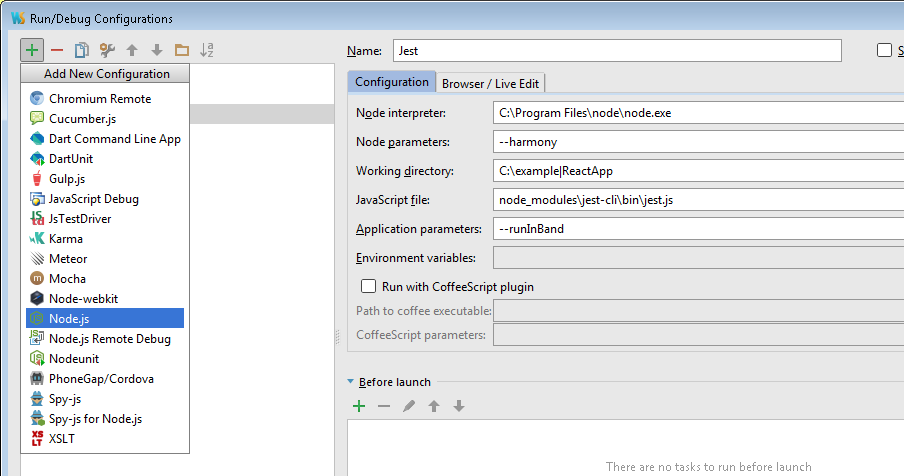 WS Run/Debug Configurations
Name: Jest S
Add New Configuration
Chromium Remote
Cucumber.js
Dart Command Line App
DartUnit
Gulp.js
JavaScript Debug
JsTestDriver
Karma
Meteor
Mocha
Node-webkit
Node.js
Node.js Remote Debug
Nodeunit
PhoneGap/Cordova
Spy-js
Spy-js for Node.js
XSLT
Configuration Browser / Live Edit
Node interpreter: C:\Program Files\node\node.exe
Node parameters: --harmony
Working directory: C:\example|ReactApp
JavaScript file: node_modules\jest-cli\bin\jest.js
Application parameters: --runInBand
Environment variables:
Run with CoffeeScript plugin
Path to coffee executable:
CoffeeScript parameters:
Before launch
There are no tasks to run before launch